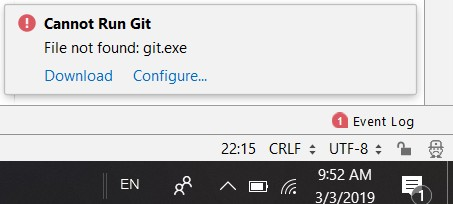 Cannot Run Git
File not found: git.exe
Download Configure...
1 Event Log
22:15 CRLF UTF-8
EN 9:52 AM
3/3/2019 1